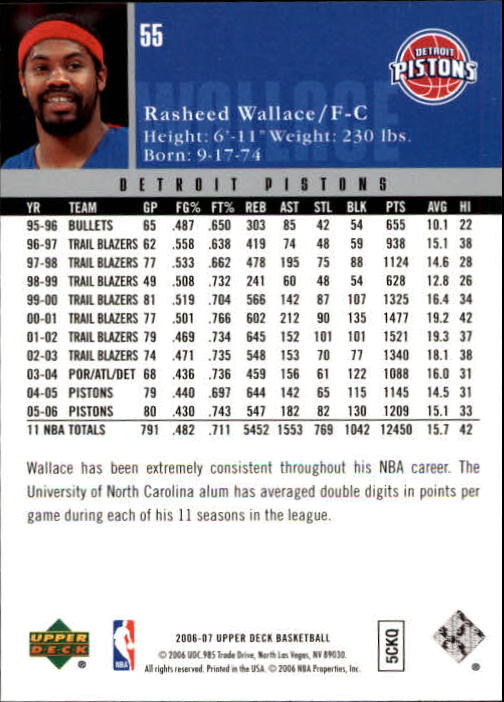 55
DETROIT
PISTONS
WALLACE
Rasheed Wallace/F-C
Height: 6'-11" Weight: 230 lbs.
Born: 9-17-74
DETROIT PISTONS
YR TEAM GP FG% FT% REB AST STL BLK PTS AVG HI
95-96 BULLETS 65 .487 .650 303 85 42 54 655 10.1 22
96-97 TRAIL BLAZERS 62 .558 .638 419 74 48 59 938 15.1 38
97-98 TRAIL BLAZERS 77 .533 .662 478 195 75 88 1124 14.6 28
98-99 TRAIL BLAZERS 49 .508 .732 241 60 48 54 628 12.8 26
99-00 TRAIL BLAZERS 81 .519 .704 566 142 87 107 1325 16.4 34
00-01 TRAIL BLAZERS 77 .501 .766 602 212 90 135 1477 19.2 42
01-02 TRAIL BLAZERS 79 .469 .734 645 152 101 101 1521 19.3 37
02-03 TRAIL BLAZERS 74 .471 .735 548 153 70 77 1340 18.1 38
03-04 POR/ATL/DET 68 .436 .736 459 156 61 122 1088 16.0 31
04-05 PISTONS 79 .440 .697 644 142 65 115 1145 14.5 31
05-06 PISTONS 80 .430 .743 547 182 82 130 1209 15.1 33
11 NBA TOTALS 791 .482 .711 5452 1553 769 1042 12450 15.7 42
Wallace has been extremely consistent throughout his NBA career. The
University of North Carolina alum has averaged double digits in points per
game during each of his 11 seasons in the league.
UPPER
DECK
®
NBA
®
2006-07 UPPER DECK BASKETBALL
© 2006 UDC. 985 Trade Drive, North Las Vegas, NV 89030.
All rights reserved. Printed in the USA. © 2006 NBA Properties, Inc.
5CKQ
®